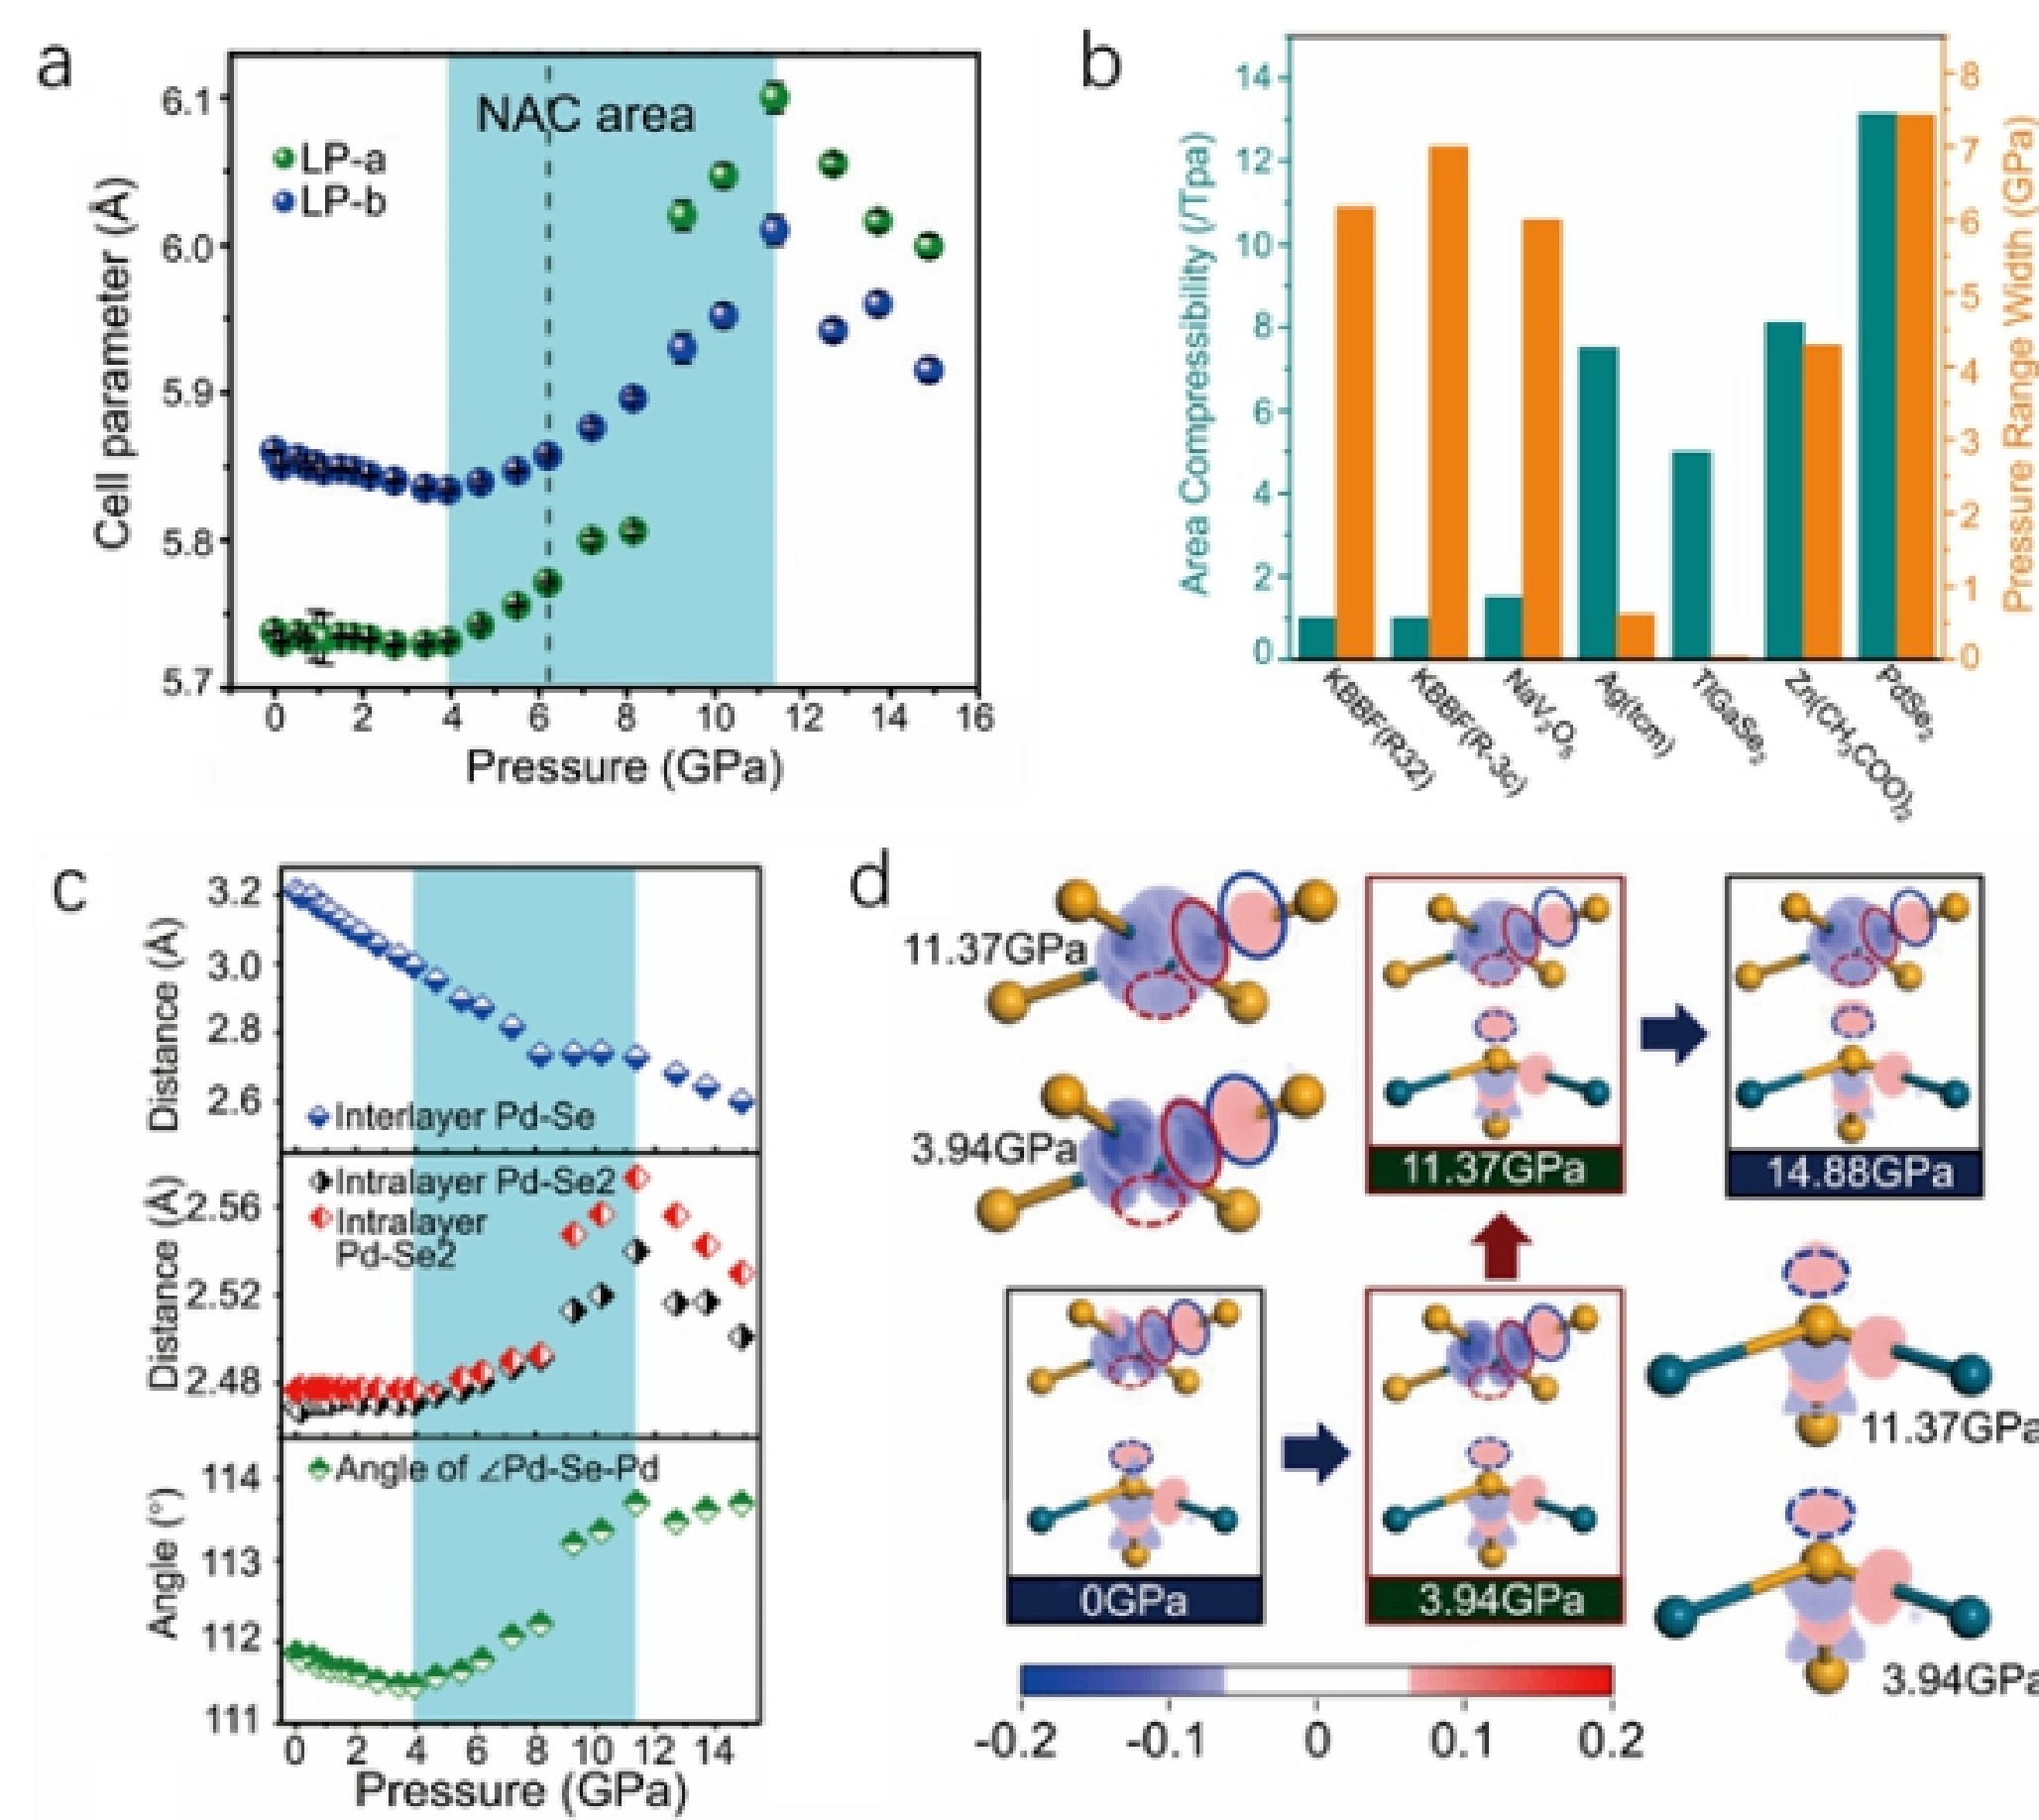 a
6.1
6.0
5.9
5.8
5.7
Cell parameter (Å)
NAC area
LP-a
LP-b
0 2 4 6 8 10 12 14 16
Pressure (GPa)
b
14
12
10
8
6
4
2
0
Area Compressibility (/Tpa)
8
7
6
5
4
3
2
1
0
Pressure Range Width (GPa)
KBBF(R32)
KBBF(R-3c)
NaV₂O₅
Ag(tcm)
TlGaSe₂
Zn(CH₃COO)₂
PdSe₂
c
3.2
3.0
2.8
2.6
Distance (Å)
Interlayer Pd-Se
2.56
2.52
2.48
Distance (Å)
Intralayer Pd-Se2
Intralayer
Pd-Se2
114
113
112
111
Angle (°)
Angle of ∠Pd-Se-Pd
0 2 4 6 8 10 12 14
Pressure (GPa)
d
11.37GPa
3.94GPa
11.37GPa
14.88GPa
0GPa
3.94GPa
11.37GPa
3.94GPa
-0.2 -0.1 0 0.1 0.2